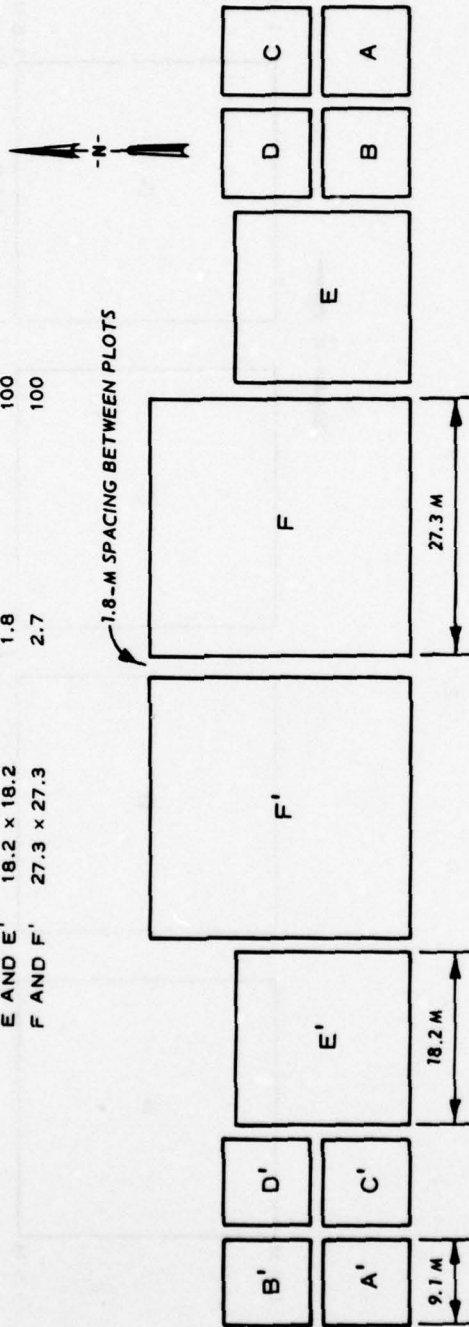 E AND E' 18.2 x 18.2 1.8 100
F AND F' 27.3 x 27.3 2.7 100
-N-
1.8-M SPACING BETWEEN PLOTS
B' D' D C
F' F
E' E
A' C' B A
9.1 M 18.2 M 27.3 M